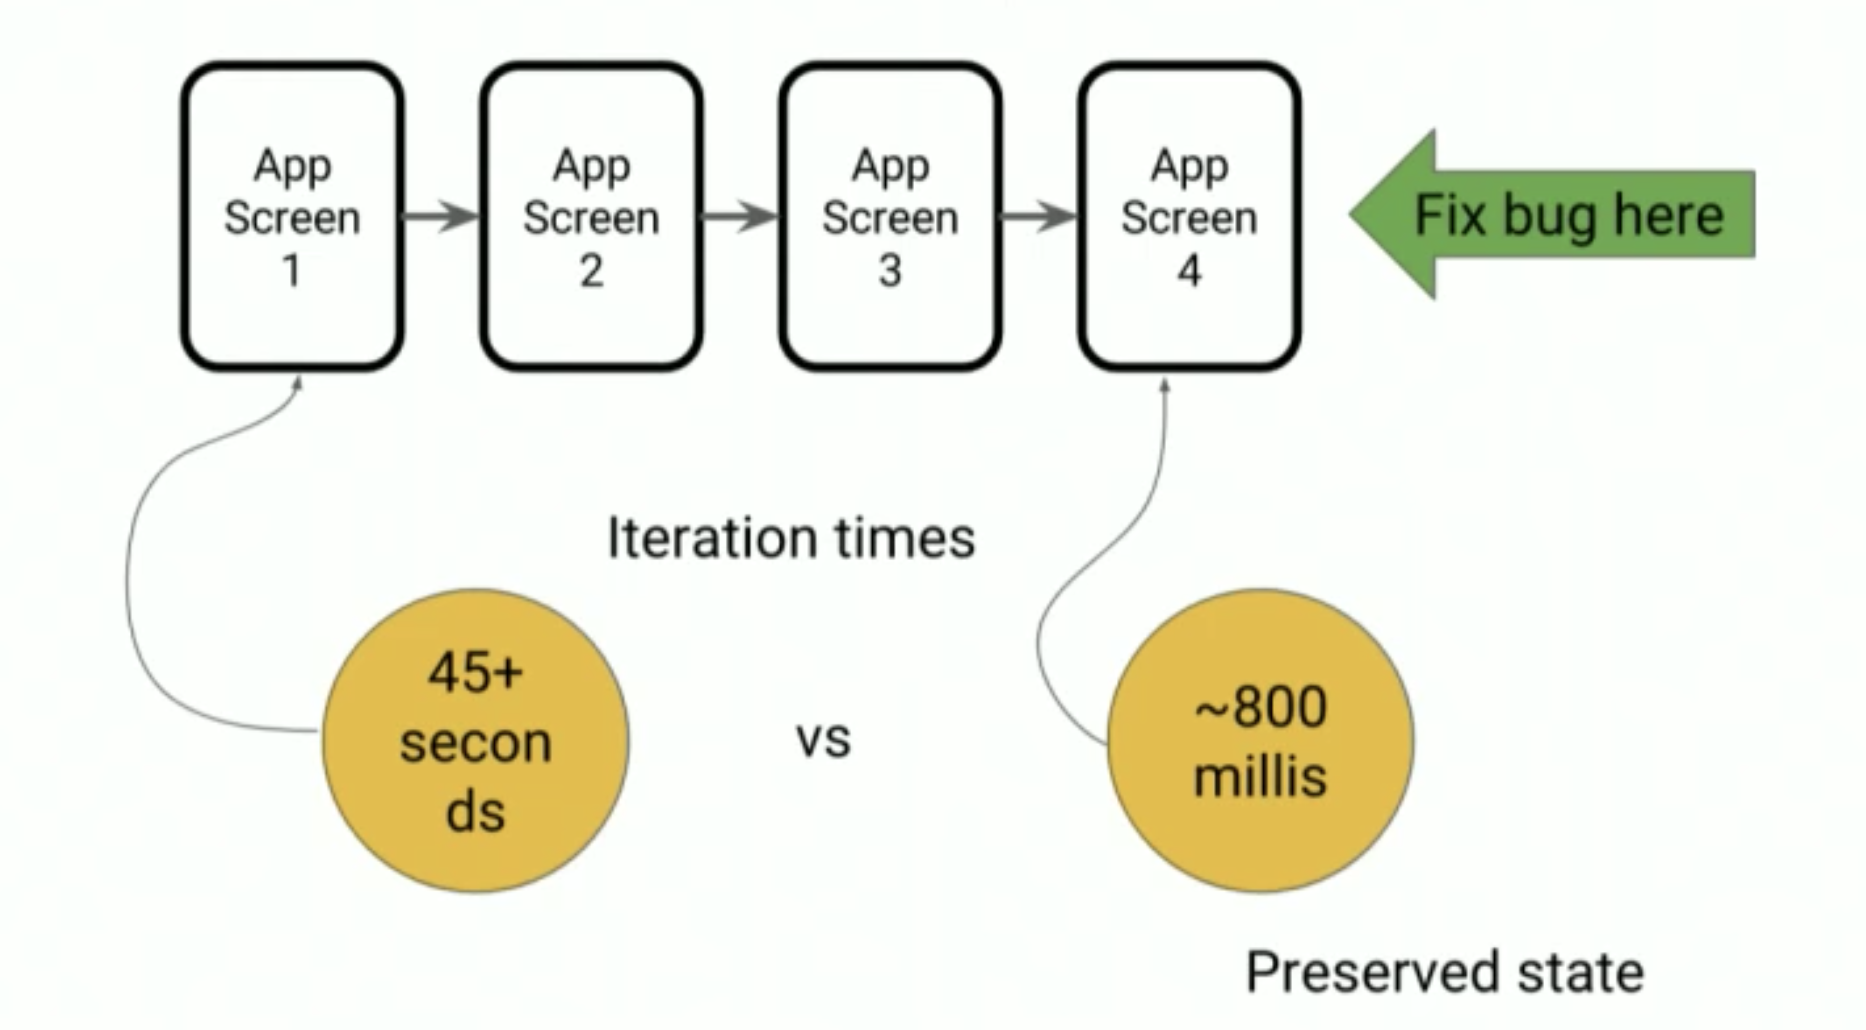 App
Screen
1
App
Screen
2
App
Screen
3
App
Screen
4
Fix bug here
Iteration times
45+
secon
ds
vs
~800
millis
Preserved state